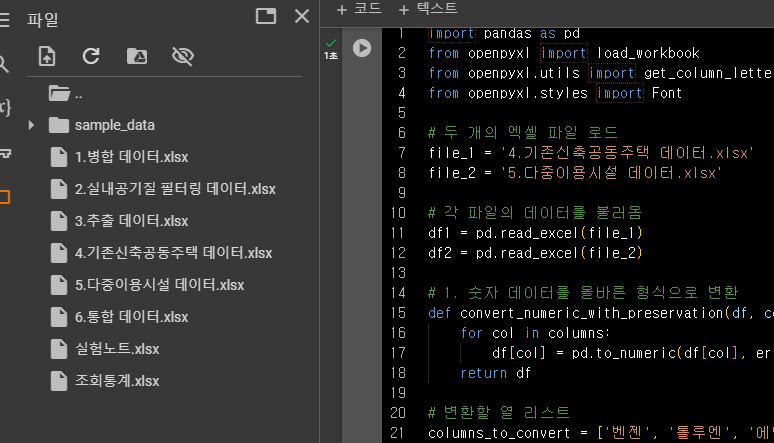 파일
..
sample_data
1.병합 데이터.xlsx
2.실내공기질 필터링 데이터.xlsx
3.추출 데이터.xlsx
4.기존신축공동주택 데이터.xlsx
5.다중이용시설 데이터.xlsx
6.통합 데이터.xlsx
실험노트.xlsx
조회통계.xlsx
+ 코드 + 텍스트
1초
1 import pandas as pd
2 from openpyxl import load_workbook
3 from openpyxl.utils import get_column_lette
4 from openpyxl.styles import Font
5
6 # 두 개의 엑셀 파일 로드
7 file_1 = '4.기존신축공동주택 데이터.xlsx'
8 file_2 = '5.다중이용시설 데이터.xlsx'
9
10 # 각 파일의 데이터를 불러옴
11 df1 = pd.read_excel(file_1)
12 df2 = pd.read_excel(file_2)
13
14 # 1. 숫자 데이터를 올바른 형식으로 변환
15 def convert_numeric_with_preservation(df, co
16 for col in columns:
17 df[col] = pd.to_numeric(df[col], er
18 return df
19
20 # 변환할 열 리스트
21 columns_to_convert = ['벤젠', '톨루엔', '에